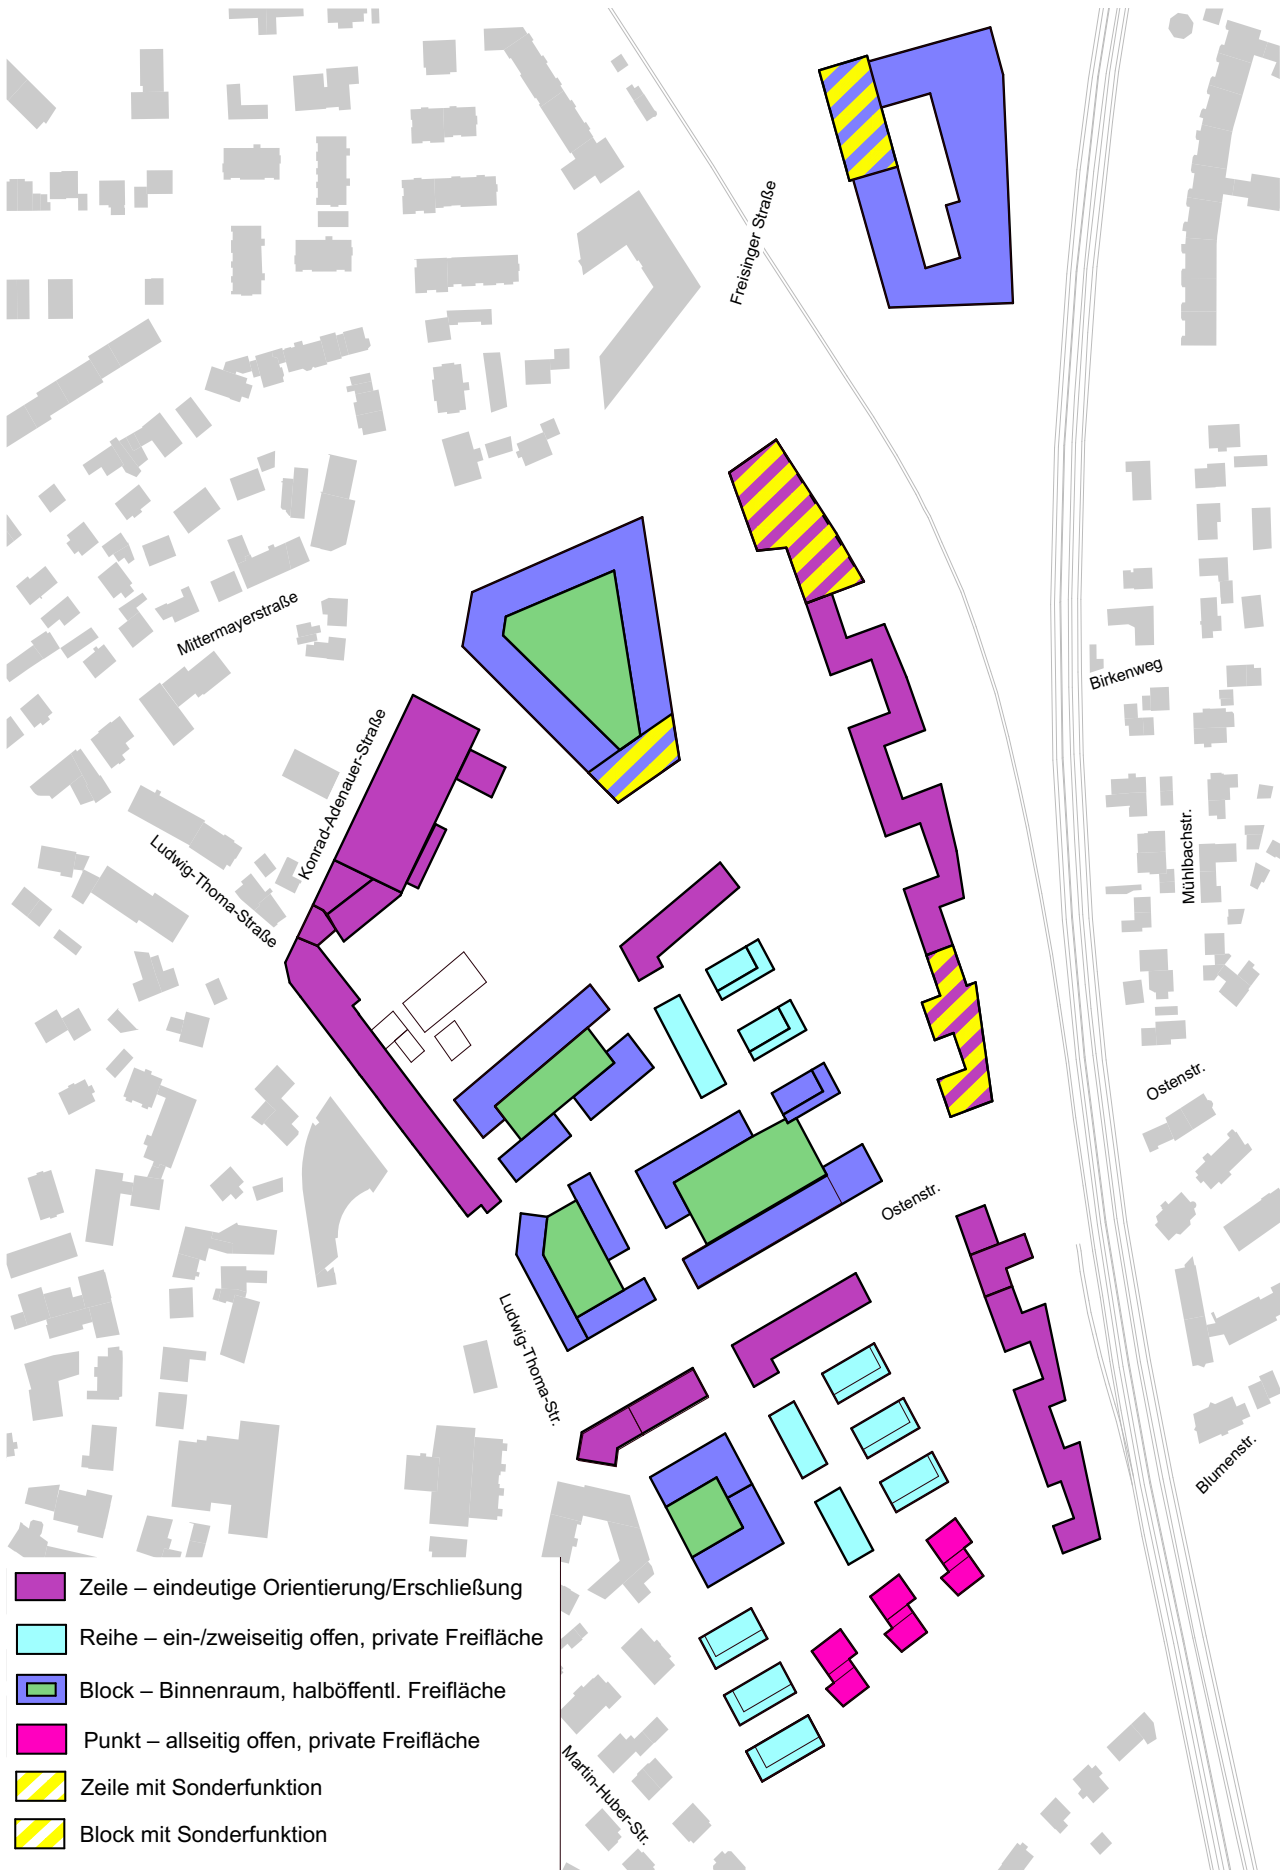 Freisinger Straße
Mittermayerstraße
Birkenweg
Konrad-Adenauer-Straße
Ludwig-Thoma-Straße
Mühlbachstr.
Ostenstr.
Ostenstr.
Ludwig-Thoma-Str.
Blumenstr.
Martin-Huber-Str.
Zeile – eindeutige Orientierung/Erschließung
Reihe – ein-/zweiseitig offen, private Freifläche
Block – Binnenraum, halböffentl. Freifläche
Punkt – allseitig offen, private Freifläche
Zeile mit Sonderfunktion
Block mit Sonderfunktion